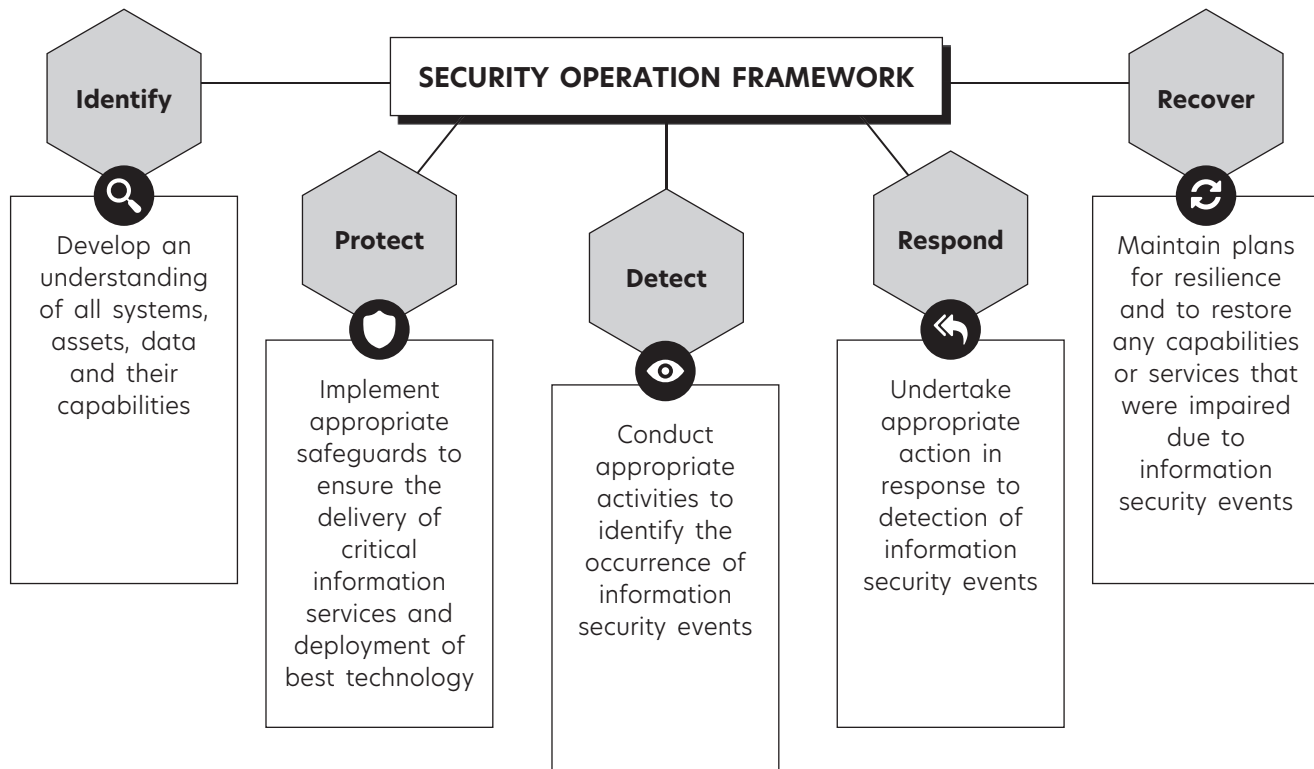 SECURITY OPERATION FRAMEWORK
Identify
Develop an
understanding
of all systems,
assets, data
and their
capabilities
Protect
Implement
appropriate
safeguards to
ensure the
delivery of
critical
information
services and
deployment of
best technology
Detect
Conduct
appropriate
activities to
identify the
occurrence of
information
security events
Respond
Undertake
appropriate
action in
response to
detection of
information
security events
Recover
Maintain plans
for resilience
and to restore
any capabilities
or services that
were impaired
due to
information
security events